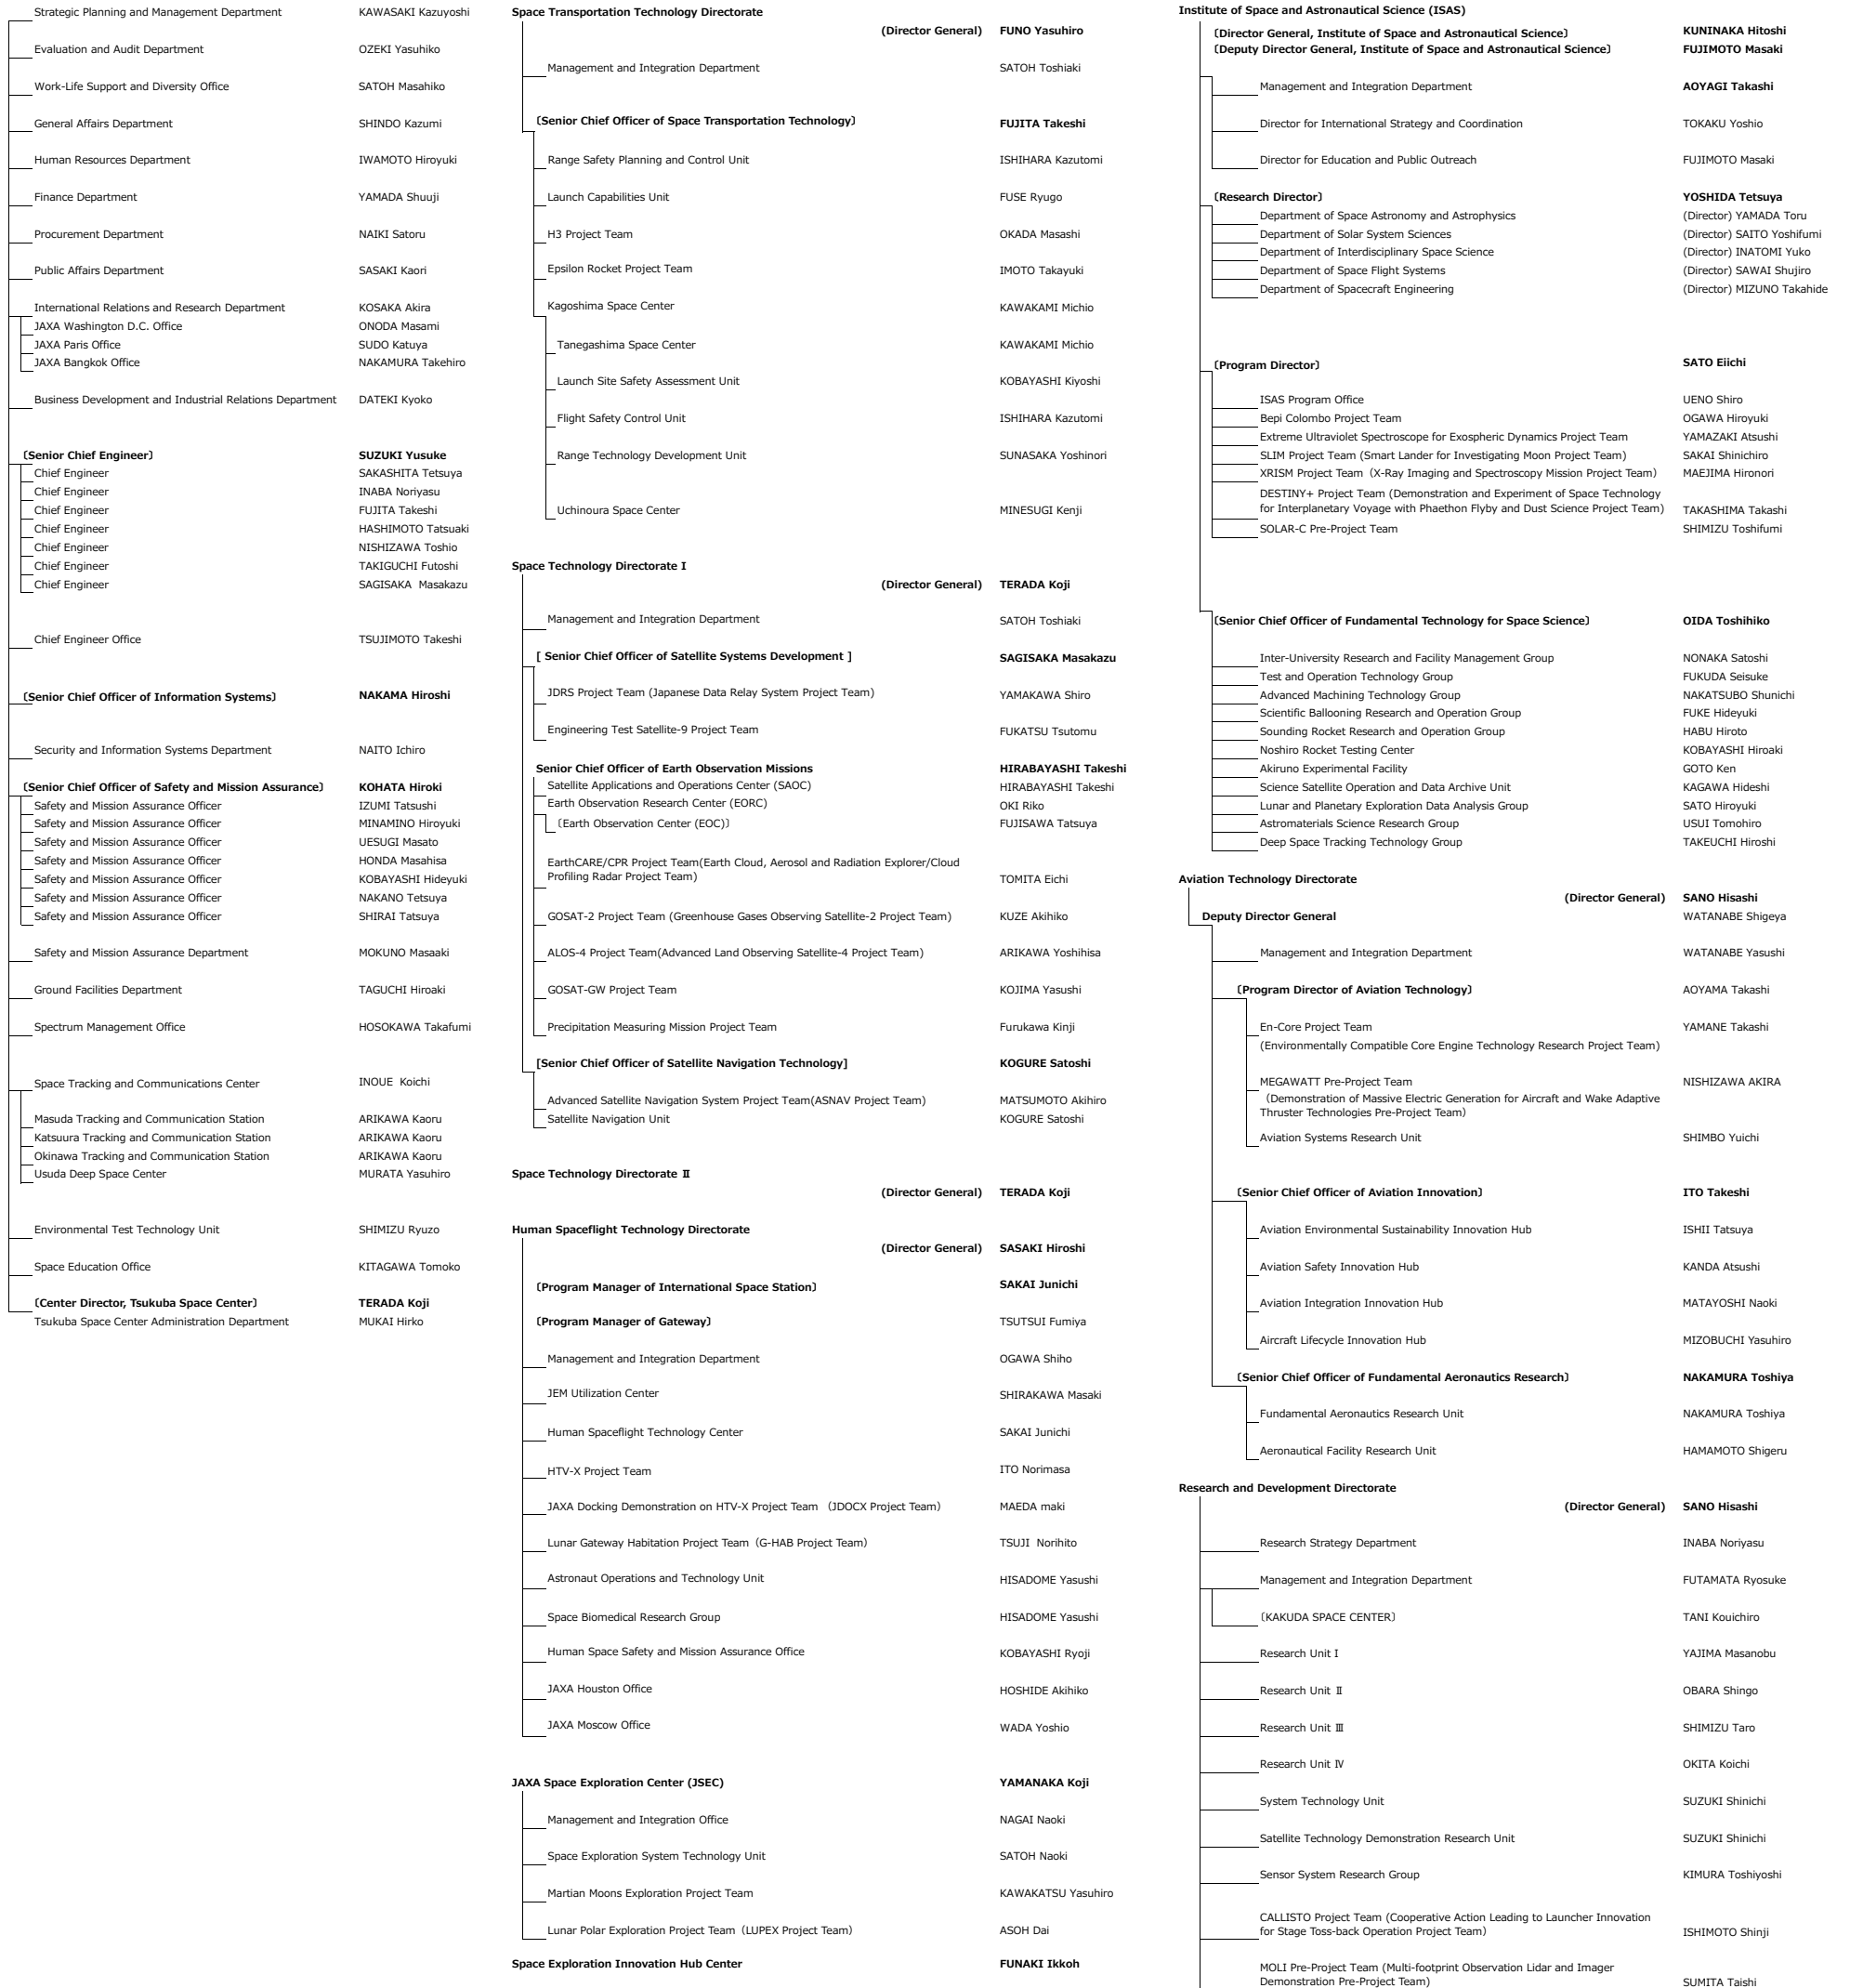 Strategic Planning and Management Department KAWASAKI Kazuyoshi
Evaluation and Audit Department OZEKI Yasuhiko
Work-Life Support and Diversity Office SATOH Masahiko
General Affairs Department SHINDO Kazumi
Human Resources Department IWAMOTO Hiroyuki
Finance Department YAMADA Shuuji
Procurement Department NAIKI Satoru
Public Affairs Department SASAKI Kaori
International Relations and Research Department KOSAKA Akira
JAXA Washington D.C. Office ONODA Masami
JAXA Paris Office SUDO Katuya
JAXA Bangkok Office NAKAMURA Takehiro
Business Development and Industrial Relations Department DATEKI Kyoko
〔Senior Chief Engineer〕 SUZUKI Yusuke
Chief Engineer SAKASHITA Tetsuya
Chief Engineer INABA Noriyasu
Chief Engineer FUJITA Takeshi
Chief Engineer HASHIMOTO Tatsuaki
Chief Engineer NISHIZAWA Toshio
Chief Engineer TAKIGUCHI Futoshi
Chief Engineer SAGISAKA Masakazu
Chief Engineer Office TSUJIMOTO Takeshi
〔Senior Chief Officer of Information Systems〕 NAKAMA Hiroshi
Security and Information Systems Department NAITO Ichiro
〔Senior Chief Officer of Safety and Mission Assurance〕 KOHATA Hiroki
Safety and Mission Assurance Officer IZUMI Tatsushi
Safety and Mission Assurance Officer MINAMINO Hiroyuki
Safety and Mission Assurance Officer UESUGI Masato
Safety and Mission Assurance Officer HONDA Masahisa
Safety and Mission Assurance Officer KOBAYASHI Hideyuki
Safety and Mission Assurance Officer NAKANO Tetsuya
Safety and Mission Assurance Officer SHIRAI Tatsuya
Safety and Mission Assurance Department MOKUNO Masaaki
Ground Facilities Department TAGUCHI Hiroaki
Spectrum Management Office HOSOKAWA Takafumi
Space Tracking and Communications Center INOUE Koichi
Masuda Tracking and Communication Station ARIKAWA Kaoru
Katsuura Tracking and Communication Station ARIKAWA Kaoru
Okinawa Tracking and Communication Station ARIKAWA Kaoru
Usuda Deep Space Center MURATA Yasuhiro
Environmental Test Technology Unit SHIMIZU Ryuzo
Space Education Office KITAGAWA Tomoko
〔Center Director, Tsukuba Space Center〕 TERADA Koji
Tsukuba Space Center Administration Department MUKAI Hirko
Space Transportation Technology Directorate
(Director General) FUNO Yasuhiro
Management and Integration Department SATOH Toshiaki
〔Senior Chief Officer of Space Transportation Technology〕 FUJITA Takeshi
Range Safety Planning and Control Unit ISHIHARA Kazutomi
Launch Capabilities Unit FUSE Ryugo
H3 Project Team OKADA Masashi
Epsilon Rocket Project Team IMOTO Takayuki
Kagoshima Space Center KAWAKAMI Michio
Tanegashima Space Center KAWAKAMI Michio
Launch Site Safety Assessment Unit KOBAYASHI Kiyoshi
Flight Safety Control Unit ISHIHARA Kazutomi
Range Technology Development Unit SUNASAKA Yoshinori
Uchinoura Space Center MINESUGI Kenji
Space Technology Directorate I
(Director General) TERADA Koji
Management and Integration Department SATOH Toshiaki
[ Senior Chief Officer of Satellite Systems Development ] SAGISAKA Masakazu
JDRS Project Team (Japanese Data Relay System Project Team) YAMAKAWA Shiro
Engineering Test Satellite-9 Project Team FUKATSU Tsutomu
Senior Chief Officer of Earth Observation Missions HIRABAYASHI Takeshi
Satellite Applications and Operations Center (SAOC) HIRABAYASHI Takeshi
Earth Observation Research Center (EORC) OKI Riko
〔Earth Observation Center (EOC)〕 FUJISAWA Tatsuya
EarthCARE/CPR Project Team(Earth Cloud, Aerosol and Radiation Explorer/Cloud
Profiling Radar Project Team) TOMITA Eichi
GOSAT-2 Project Team (Greenhouse Gases Observing Satellite-2 Project Team) KUZE Akihiko
ALOS-4 Project Team(Advanced Land Observing Satellite-4 Project Team) ARIKAWA Yoshihisa
GOSAT-GW Project Team KOJIMA Yasushi
Precipitation Measuring Mission Project Team Furukawa Kinji
[Senior Chief Officer of Satellite Navigation Technology] KOGURE Satoshi
Advanced Satellite Navigation System Project Team(ASNAV Project Team) MATSUMOTO Akihiro
Satellite Navigation Unit KOGURE Satoshi
Space Technology Directorate Ⅱ
(Director General) TERADA Koji
Human Spaceflight Technology Directorate
(Director General) SASAKI Hiroshi
〔Program Manager of International Space Station〕 SAKAI Junichi
〔Program Manager of Gateway〕 TSUTSUI Fumiya
Management and Integration Department OGAWA Shiho
JEM Utilization Center SHIRAKAWA Masaki
Human Spaceflight Technology Center SAKAI Junichi
HTV-X Project Team ITO Norimasa
JAXA Docking Demonstration on HTV-X Project Team （JDOCX Project Team） MAEDA maki
Lunar Gateway Habitation Project Team（G-HAB Project Team） TSUJI Norihito
Astronaut Operations and Technology Unit HISADOME Yasushi
Space Biomedical Research Group HISADOME Yasushi
Human Space Safety and Mission Assurance Office KOBAYASHI Ryoji
JAXA Houston Office HOSHIDE Akihiko
JAXA Moscow Office WADA Yoshio
JAXA Space Exploration Center (JSEC) YAMANAKA Koji
Management and Integration Office NAGAI Naoki
Space Exploration System Technology Unit SATOH Naoki
Martian Moons Exploration Project Team KAWAKATSU Yasuhiro
Lunar Polar Exploration Project Team（LUPEX Project Team） ASOH Dai
Space Exploration Innovation Hub Center FUNAKI Ikkoh
Institute of Space and Astronautical Science (ISAS)
〔Director General, Institute of Space and Astronautical Science〕 KUNINAKA Hitoshi
〔Deputy Director General, Institute of Space and Astronautical Science〕 FUJIMOTO Masaki
Management and Integration Department AOYAGI Takashi
Director for International Strategy and Coordination TOKAKU Yoshio
Director for Education and Public Outreach FUJIMOTO Masaki
〔Research Director〕 YOSHIDA Tetsuya
Department of Space Astronomy and Astrophysics (Director) YAMADA Toru
Department of Solar System Sciences (Director) SAITO Yoshifumi
Department of Interdisciplinary Space Science (Director) INATOMI Yuko
Department of Space Flight Systems (Director) SAWAI Shujiro
Department of Spacecraft Engineering (Director) MIZUNO Takahide
〔Program Director〕 SATO Eiichi
ISAS Program Office UENO Shiro
Bepi Colombo Project Team OGAWA Hiroyuki
Extreme Ultraviolet Spectroscope for Exospheric Dynamics Project Team YAMAZAKI Atsushi
SLIM Project Team (Smart Lander for Investigating Moon Project Team) SAKAI Shinichiro
XRISM Project Team（X-Ray Imaging and Spectroscopy Mission Project Team） MAEJIMA Hironori
DESTINY+ Project Team (Demonstration and Experiment of Space Technology
for Interplanetary Voyage with Phaethon Flyby and Dust Science Project Team) TAKASHIMA Takashi
SOLAR-C Pre-Project Team SHIMIZU Toshifumi
〔Senior Chief Officer of Fundamental Technology for Space Science〕 OIDA Toshihiko
Inter-University Research and Facility Management Group NONAKA Satoshi
Test and Operation Technology Group FUKUDA Seisuke
Advanced Machining Technology Group NAKATSUBO Shunichi
Scientific Ballooning Research and Operation Group FUKE Hideyuki
Sounding Rocket Research and Operation Group HABU Hiroto
Noshiro Rocket Testing Center KOBAYASHI Hiroaki
Akiruno Experimental Facility GOTO Ken
Science Satellite Operation and Data Archive Unit KAGAWA Hideshi
Lunar and Planetary Exploration Data Analysis Group SATO Hiroyuki
Astromaterials Science Research Group USUI Tomohiro
Deep Space Tracking Technology Group TAKEUCHI Hiroshi
Aviation Technology Directorate
(Director General) SANO Hisashi
Deputy Director General WATANABE Shigeya
Management and Integration Department WATANABE Yasushi
〔Program Director of Aviation Technology〕 AOYAMA Takashi
En-Core Project Team YAMANE Takashi
(Environmentally Compatible Core Engine Technology Research Project Team)
MEGAWATT Pre-Project Team NISHIZAWA AKIRA
（Demonstration of Massive Electric Generation for Aircraft and Wake Adaptive
Thruster Technologies Pre-Project Team）
Aviation Systems Research Unit SHIMBO Yuichi
〔Senior Chief Officer of Aviation Innovation〕 ITO Takeshi
Aviation Environmental Sustainability Innovation Hub ISHII Tatsuya
Aviation Safety Innovation Hub KANDA Atsushi
Aviation Integration Innovation Hub MATAYOSHI Naoki
Aircraft Lifecycle Innovation Hub MIZOBUCHI Yasuhiro
〔Senior Chief Officer of Fundamental Aeronautics Research〕 NAKAMURA Toshiya
Fundamental Aeronautics Research Unit NAKAMURA Toshiya
Aeronautical Facility Research Unit HAMAMOTO Shigeru
Research and Development Directorate
(Director General) SANO Hisashi
Research Strategy Department INABA Noriyasu
Management and Integration Department FUTAMATA Ryosuke
〔KAKUDA SPACE CENTER〕 TANI Kouichiro
Research Unit I YAJIMA Masanobu
Research Unit Ⅱ OBARA Shingo
Research Unit Ⅲ SHIMIZU Taro
Research Unit Ⅳ OKITA Koichi
System Technology Unit SUZUKI Shinichi
Satellite Technology Demonstration Research Unit SUZUKI Shinichi
Sensor System Research Group KIMURA Toshiyoshi
CALLISTO Project Team (Cooperative Action Leading to Launcher Innovation
for Stage Toss-back Operation Project Team） ISHIMOTO Shinji
MOLI Pre-Project Team (Multi-footprint Observation Lidar and Imager
Demonstration Pre-Project Team) SUMITA Taishi